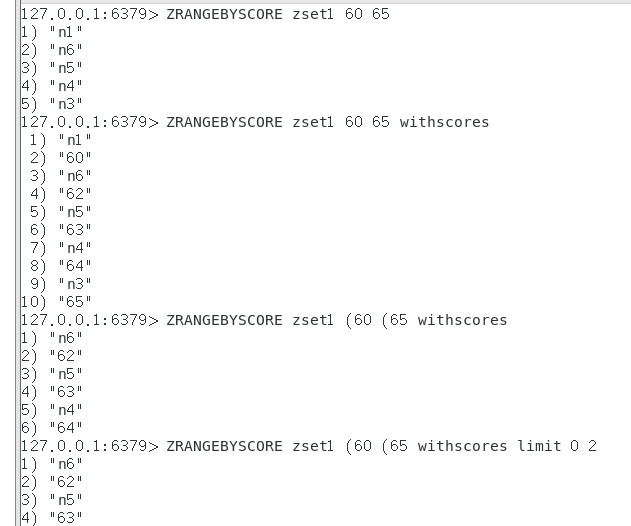 127.0.0.1:6379> ZRANGEBYSCORE zset1 60 65
1) "n1"
2) "n6"
3) "n5"
4) "n4"
5) "n3"
127.0.0.1:6379> ZRANGEBYSCORE zset1 60 65 withscores
1) "n1"
2) "60"
3) "n6"
4) "62"
5) "n5"
6) "63"
7) "n4"
8) "64"
9) "n3"
10) "65"
127.0.0.1:6379> ZRANGEBYSCORE zset1 (60 (65 withscores
1) "n6"
2) "62"
3) "n5"
4) "63"
5) "n4"
6) "64"
127.0.0.1:6379> ZRANGEBYSCORE zset1 (60 (65 withscores limit 0 2
1) "n6"
2) "62"
3) "n5"
4) "63"